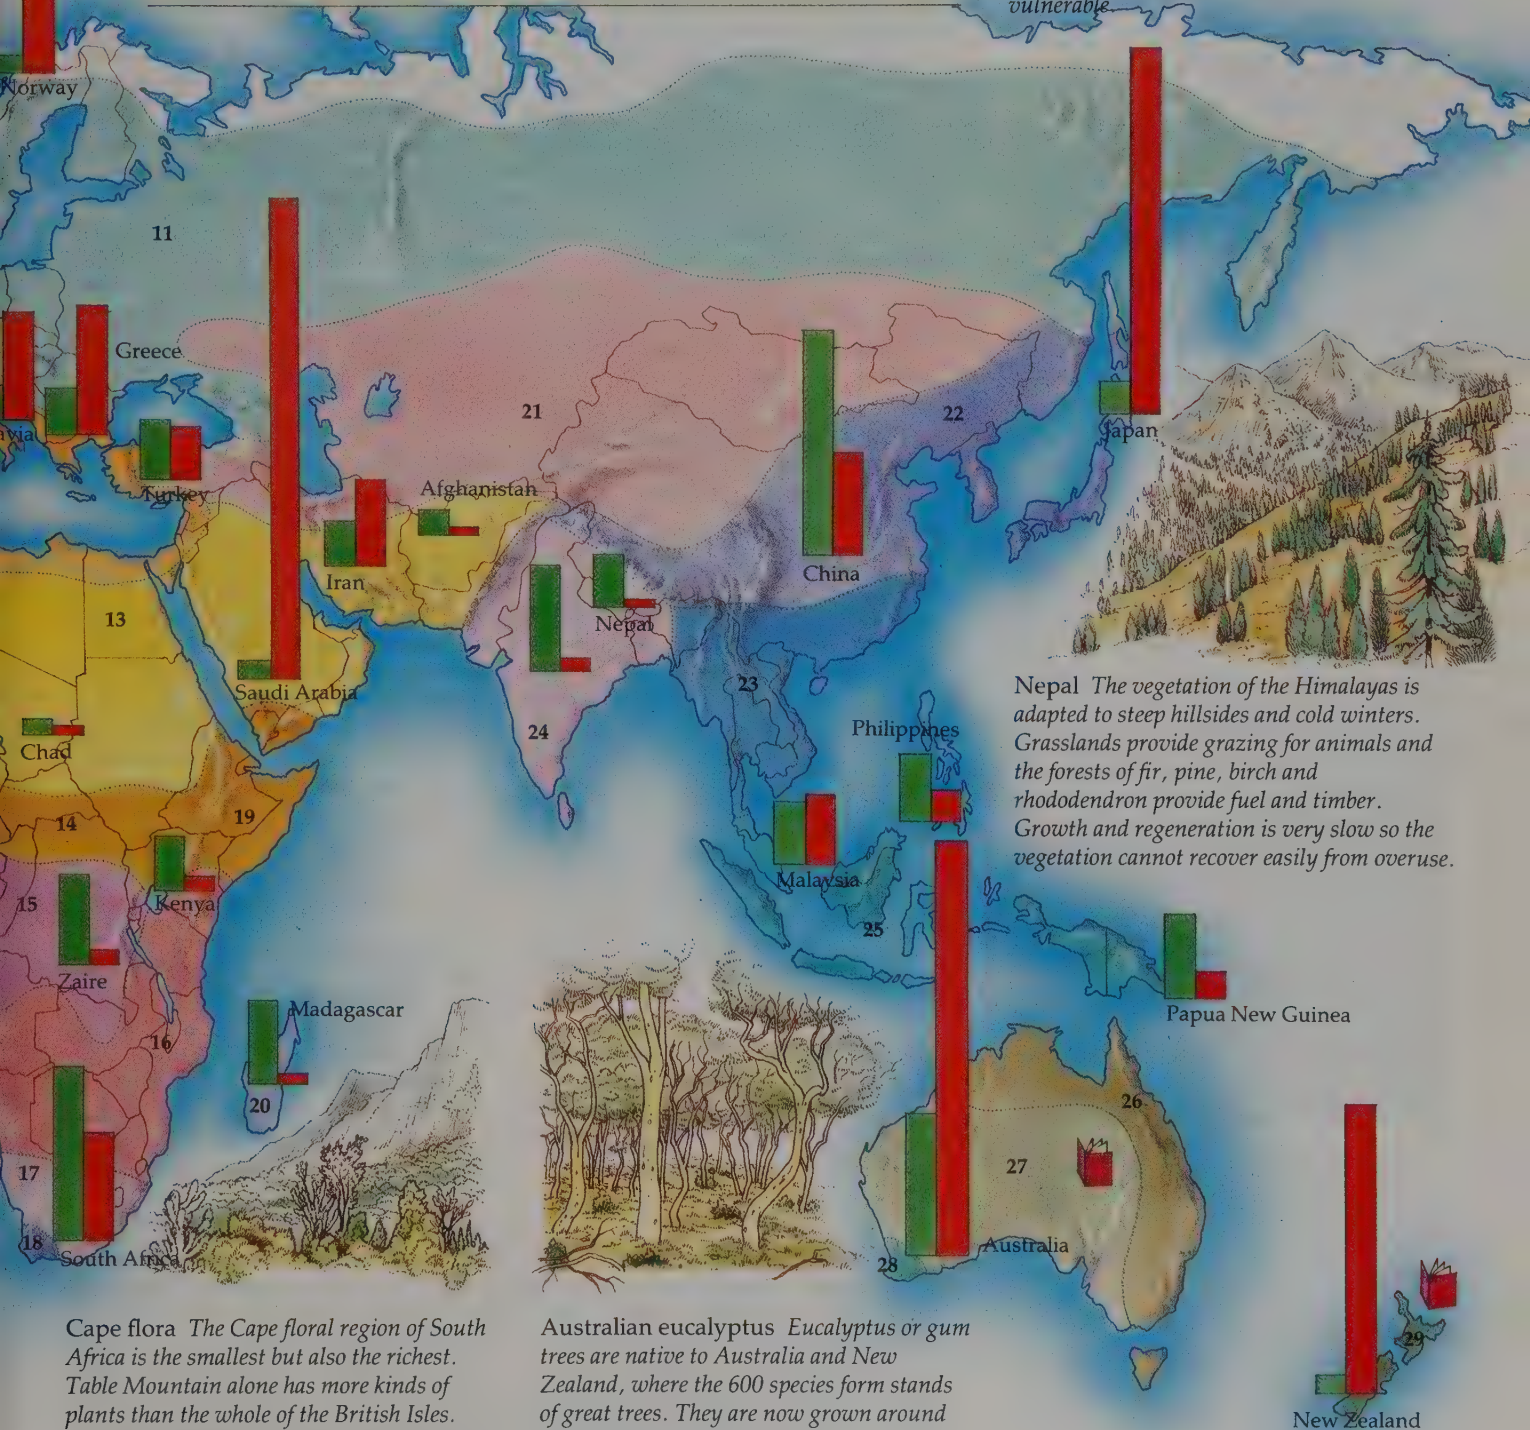 vulnerable
Norway
11
Greece
21
22
avia
Japan
Turkey
Afghanistan
Iran
China
13
Nepal
Saudi Arabia
23
24
Philippines
Chad
14
19
Malaysia
Kenya
15
25
Zaire
Madagascar
Papua New Guinea
16
20
26
27
17
18
South Africa
Australia
28
29
New Zealand
Nepal The vegetation of the Himalayas is
adapted to steep hillsides and cold winters.
Grasslands provide grazing for animals and
the forests of fir, pine, birch and
rhododendron provide fuel and timber.
Growth and regeneration is very slow so the
vegetation cannot recover easily from overuse.
Cape flora The Cape floral region of South
Africa is the smallest but also the richest.
Table Mountain alone has more kinds of
plants than the whole of the British Isles.
Australian eucalyptus Eucalyptus or gum
trees are native to Australia and New
Zealand, where the 600 species form stands
of great trees. They are now grown around